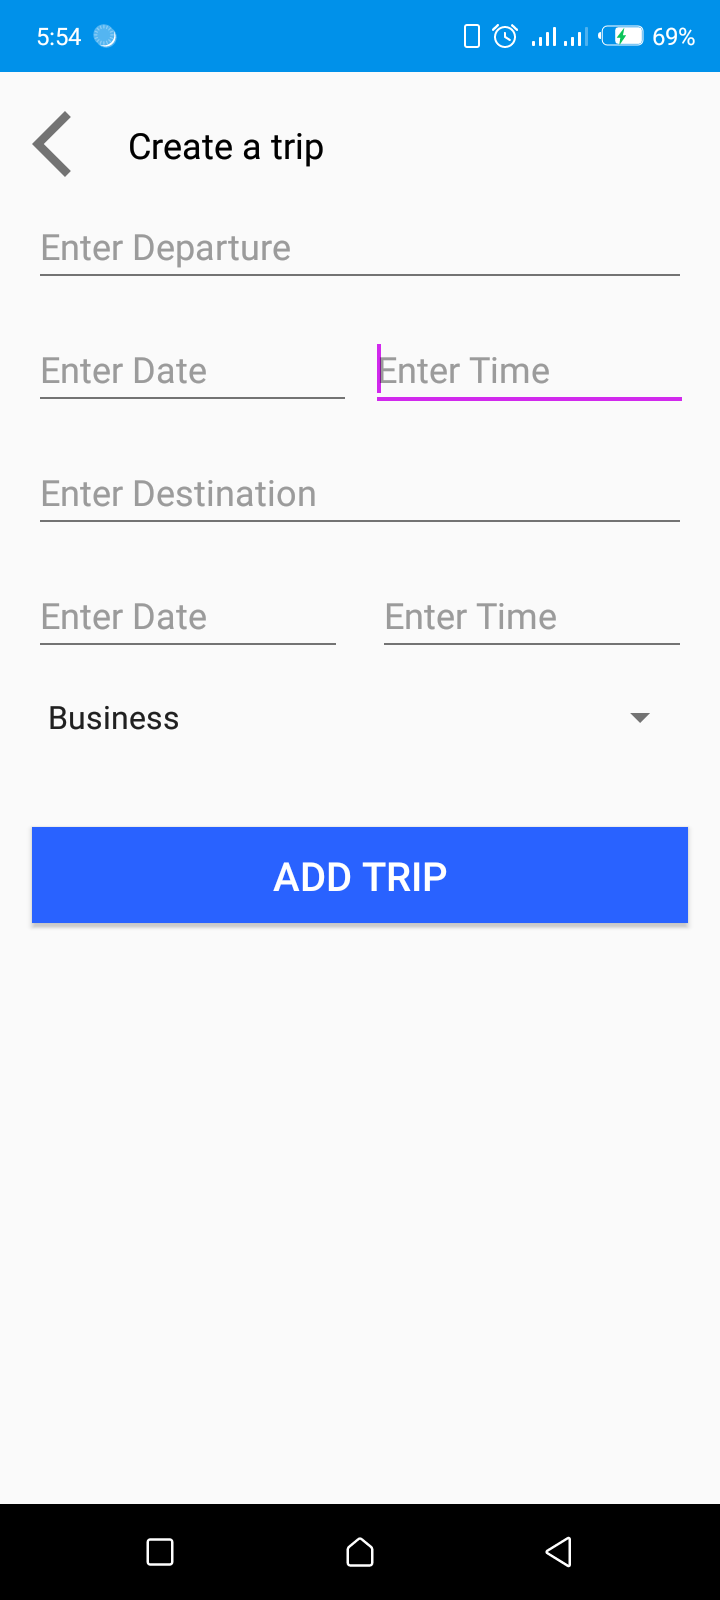 5:54 69%
Create a trip
Enter Departure
Enter Date Enter Time
Enter Destination
Enter Date Enter Time
Business
ADD TRIP